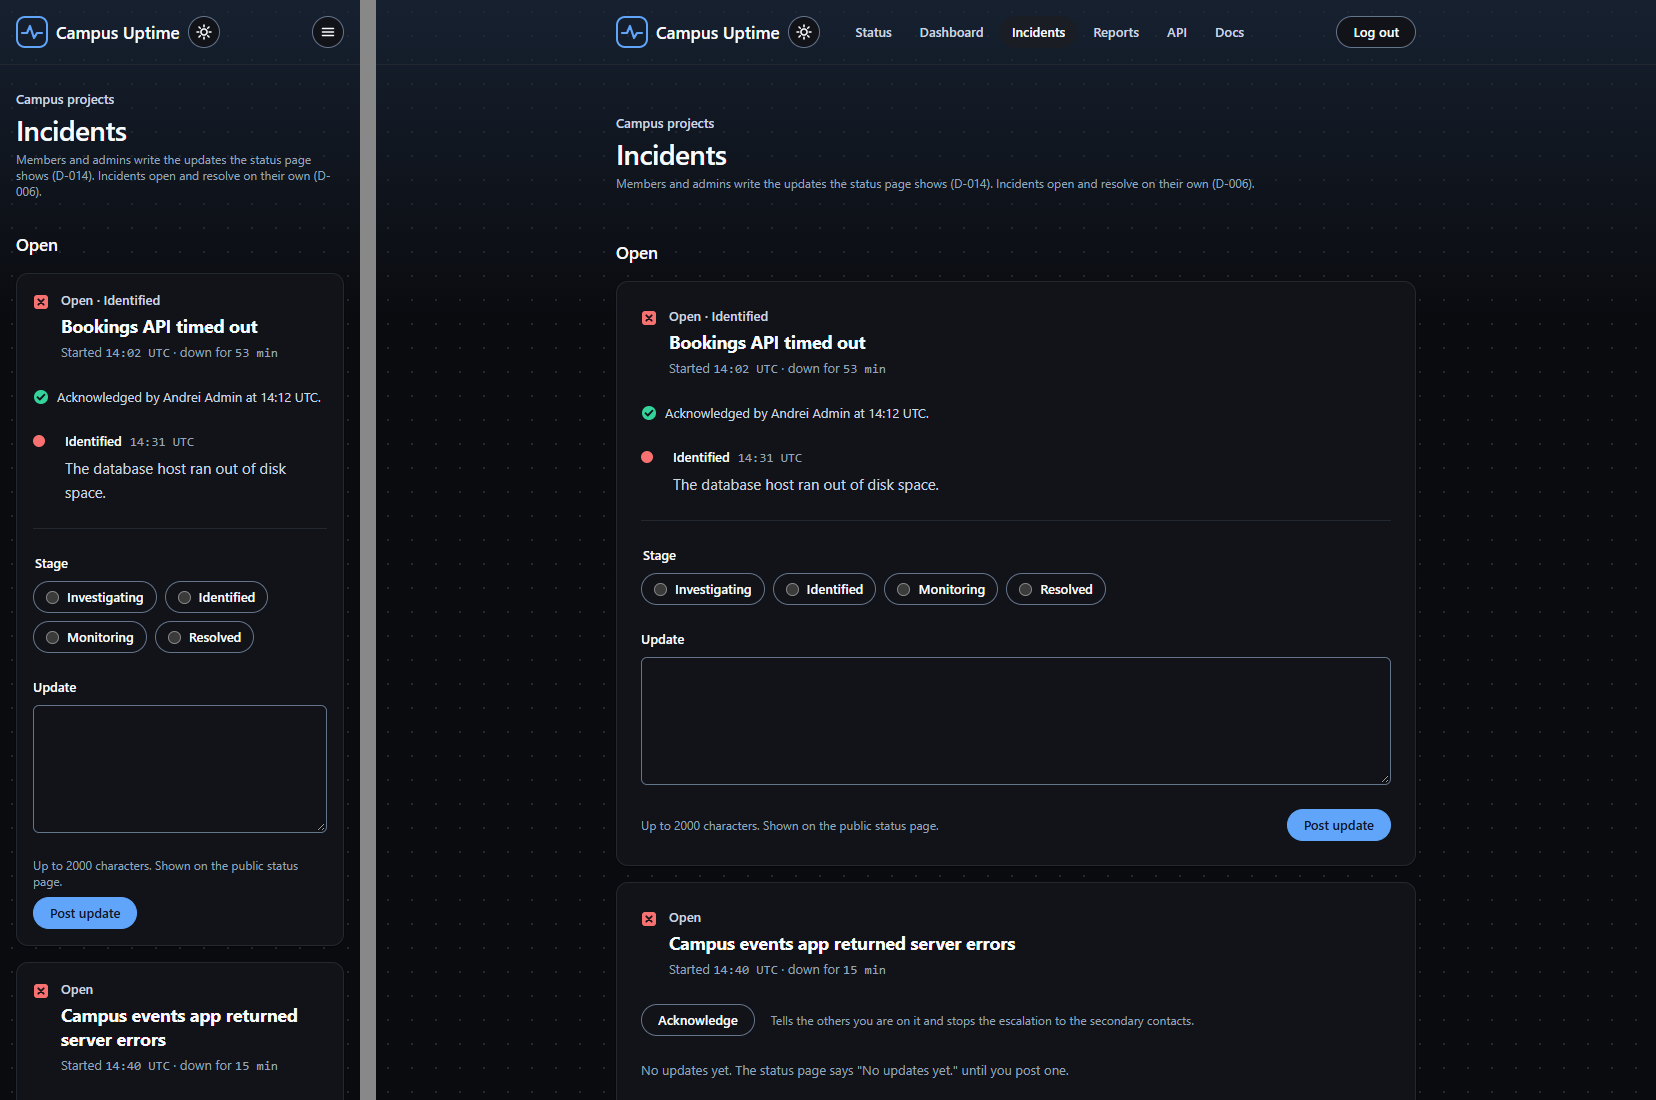 Campus Uptime
Campus projects
Incidents
Members and admins write the updates the status page
shows (D-014). Incidents open and resolve on their own (D-
006).
Open
Open · Identified
Bookings API timed out
Started 14:02 UTC · down for 53 min
Acknowledged by Andrei Admin at 14:12 UTC.
Identified 14:31 UTC
The database host ran out of disk
space.
Stage
Investigating Identified
Monitoring Resolved
Update
Up to 2000 characters. Shown on the public status
page.
Post update
Open
Campus events app returned
server errors
Started 14:40 UTC · down for 15 min
Campus Uptime Status Dashboard Incidents Reports API Docs Log out
Campus projects
Incidents
Members and admins write the updates the status page shows (D-014). Incidents open and resolve on their own (D-006).
Open
Open · Identified
Bookings API timed out
Started 14:02 UTC · down for 53 min
Acknowledged by Andrei Admin at 14:12 UTC.
Identified 14:31 UTC
The database host ran out of disk space.
Stage
Investigating Identified Monitoring Resolved
Update
Up to 2000 characters. Shown on the public status page. Post update
Open
Campus events app returned server errors
Started 14:40 UTC · down for 15 min
Acknowledge Tells the others you are on it and stops the escalation to the secondary contacts.
No updates yet. The status page says "No updates yet." until you post one.